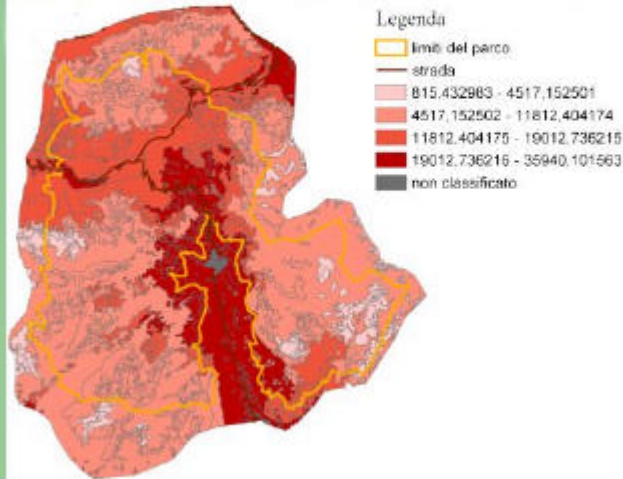 Legenda
limiti del parco
strada
815,432983 - 4517,152501
4517,152502 - 11812,404174
11812,404175 - 19012,736215
19012,736216 - 35940,101563
non classificato